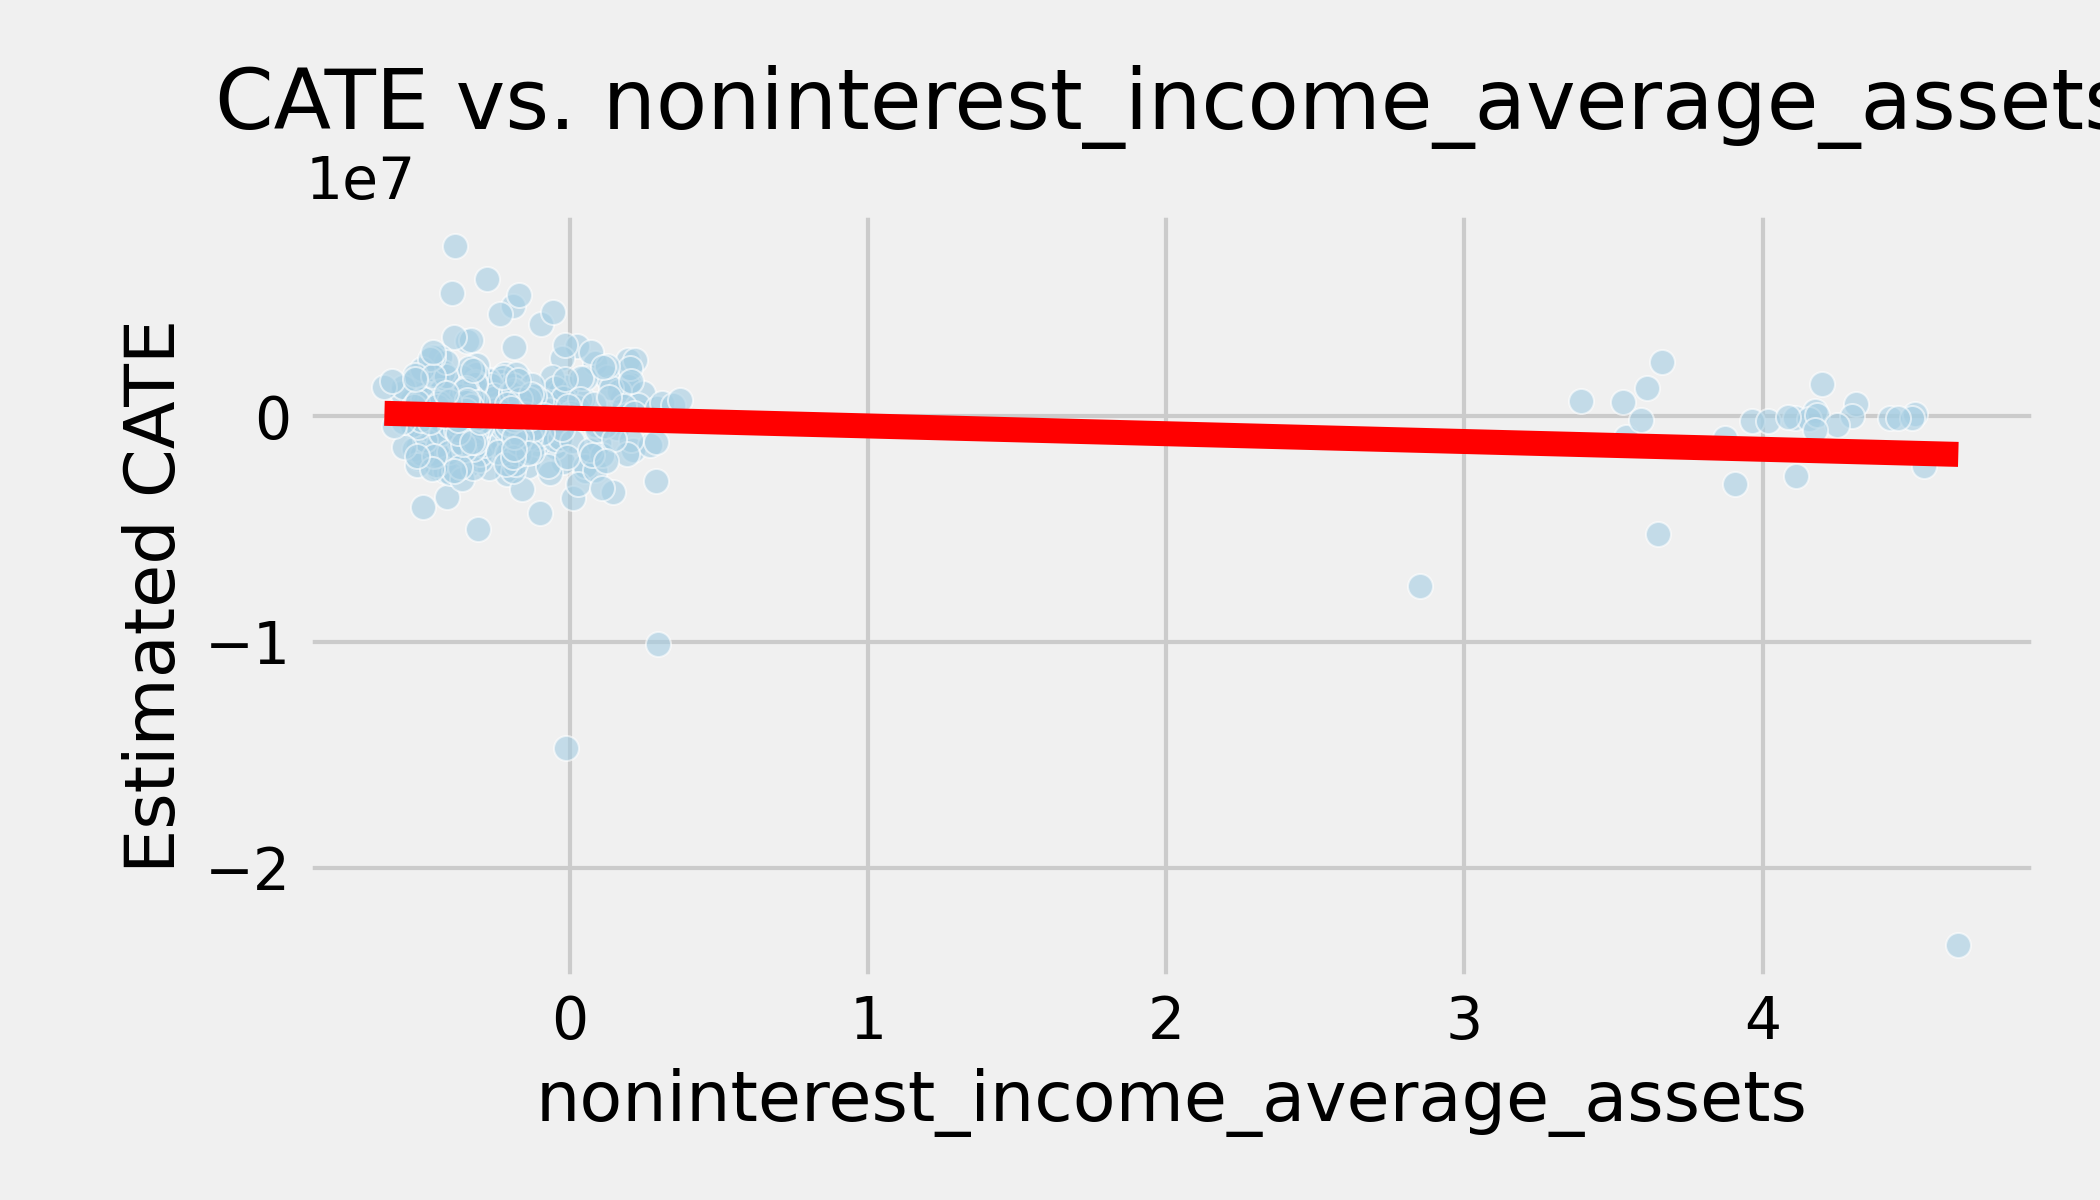 CATE vs. noninterest_income_average_assets
1e7
Estimated CATE
0
−1
−2
0 1 2 3 4
noninterest_income_average_assets